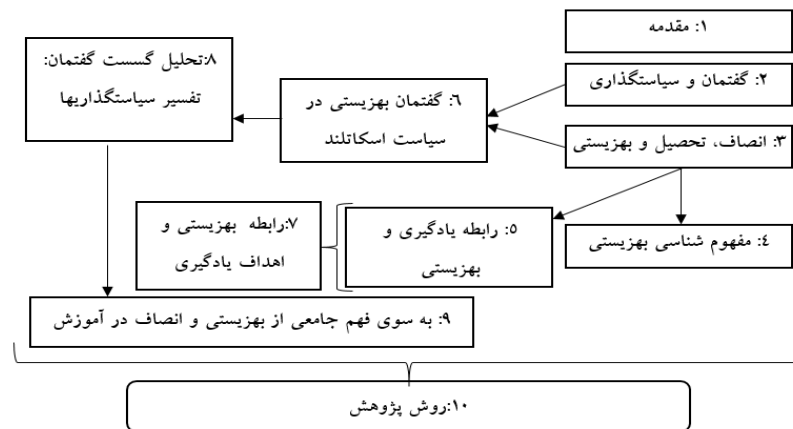 ۱: مقدمه
۲: گفتمان و سیاستگذاری
۳: انصاف، تحصیل و بهزیستی
٤: مفهوم شناسی بهزیستی
۵: رابطه یادگیری و
بهزیستی
٦: گفتمان بهزیستی در
سیاست اسکاتلند
۷:رابطه بهزیستی و
اهداف یادگیری
۸:تحلیل گسست گفتمان:
تفسیر سیاستگذاریها
۹: به سوی فهم جامعی از بهزیستی و انصاف در آموزش
۱۰:روش پژوهش